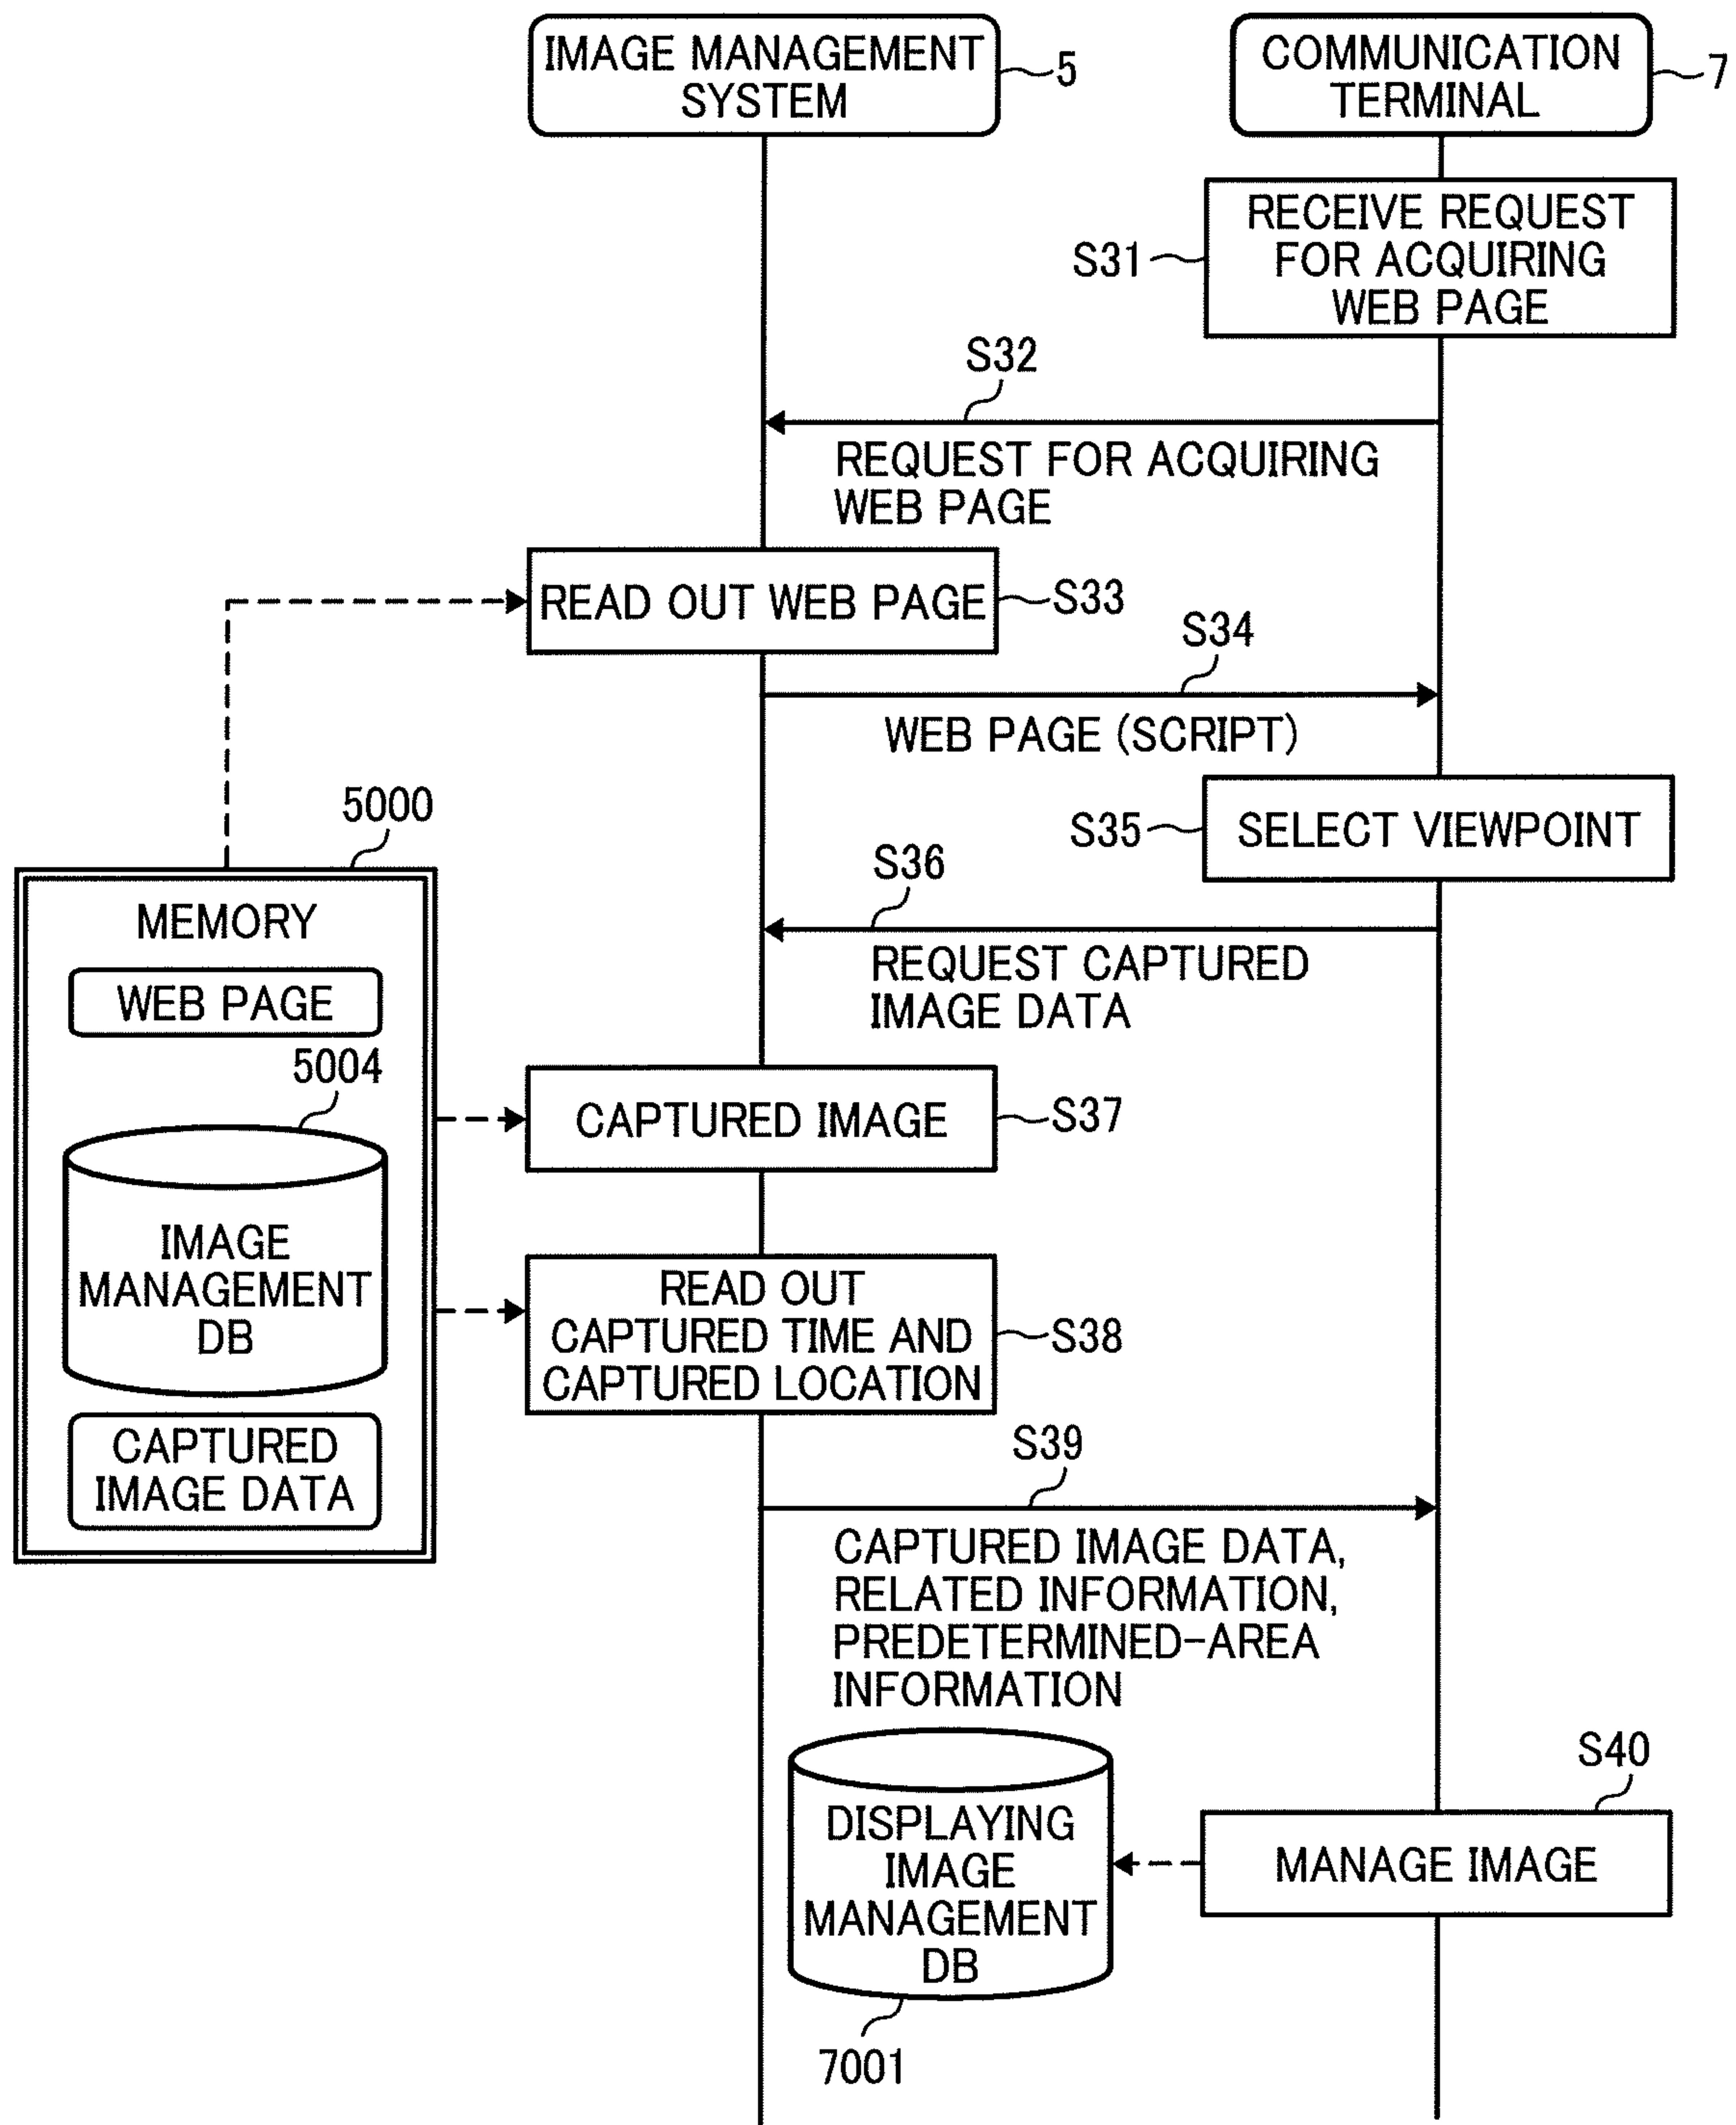 IMAGE MANAGEMENT
SYSTEM
5
COMMUNICATION
TERMINAL
7
RECEIVE REQUEST
FOR ACQUIRING
WEB PAGE
S31
S32
REQUEST FOR ACQUIRING
WEB PAGE
READ OUT WEB PAGE
S33
S34
WEB PAGE (SCRIPT)
5000
S35
SELECT VIEWPOINT
S36
REQUEST CAPTURED
IMAGE DATA
MEMORY
WEB PAGE
5004
IMAGE
MANAGEMENT
DB
CAPTURED
IMAGE DATA
CAPTURED IMAGE
S37
READ OUT
CAPTURED TIME AND
CAPTURED LOCATION
S38
S39
CAPTURED IMAGE DATA,
RELATED INFORMATION,
PREDETERMINED-AREA
INFORMATION
S40
MANAGE IMAGE
DISPLAYING
IMAGE
MANAGEMENT
DB
7001